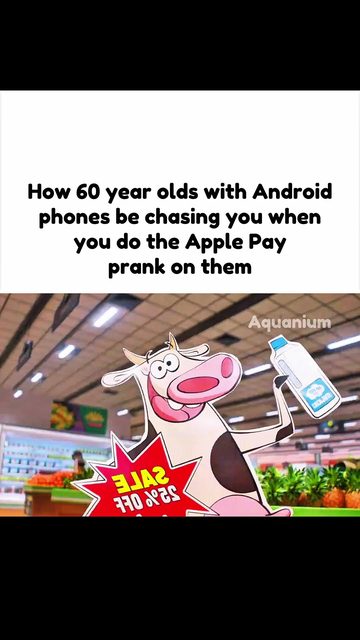 How 60 year olds with Android
phones be chasing you when
you do the Apple Pay
prank on them
Aquanium
SALE
25% OFF